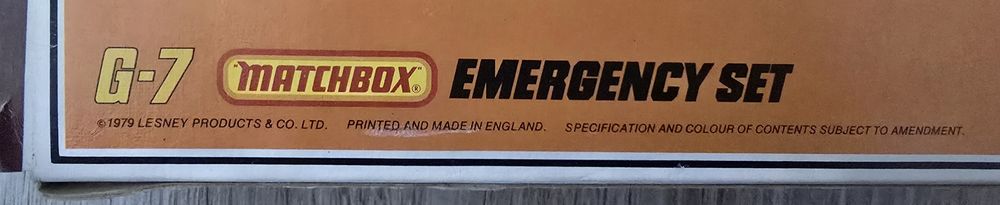 G-7 "MATCHBOX"® EMERGENCY SET
©1979 LESNEY PRODUCTS & CO. LTD. PRINTED AND MADE IN ENGLAND. SPECIFICATION AND COLOUR OF CONTENTS SUBJECT TO AMENDMENT.